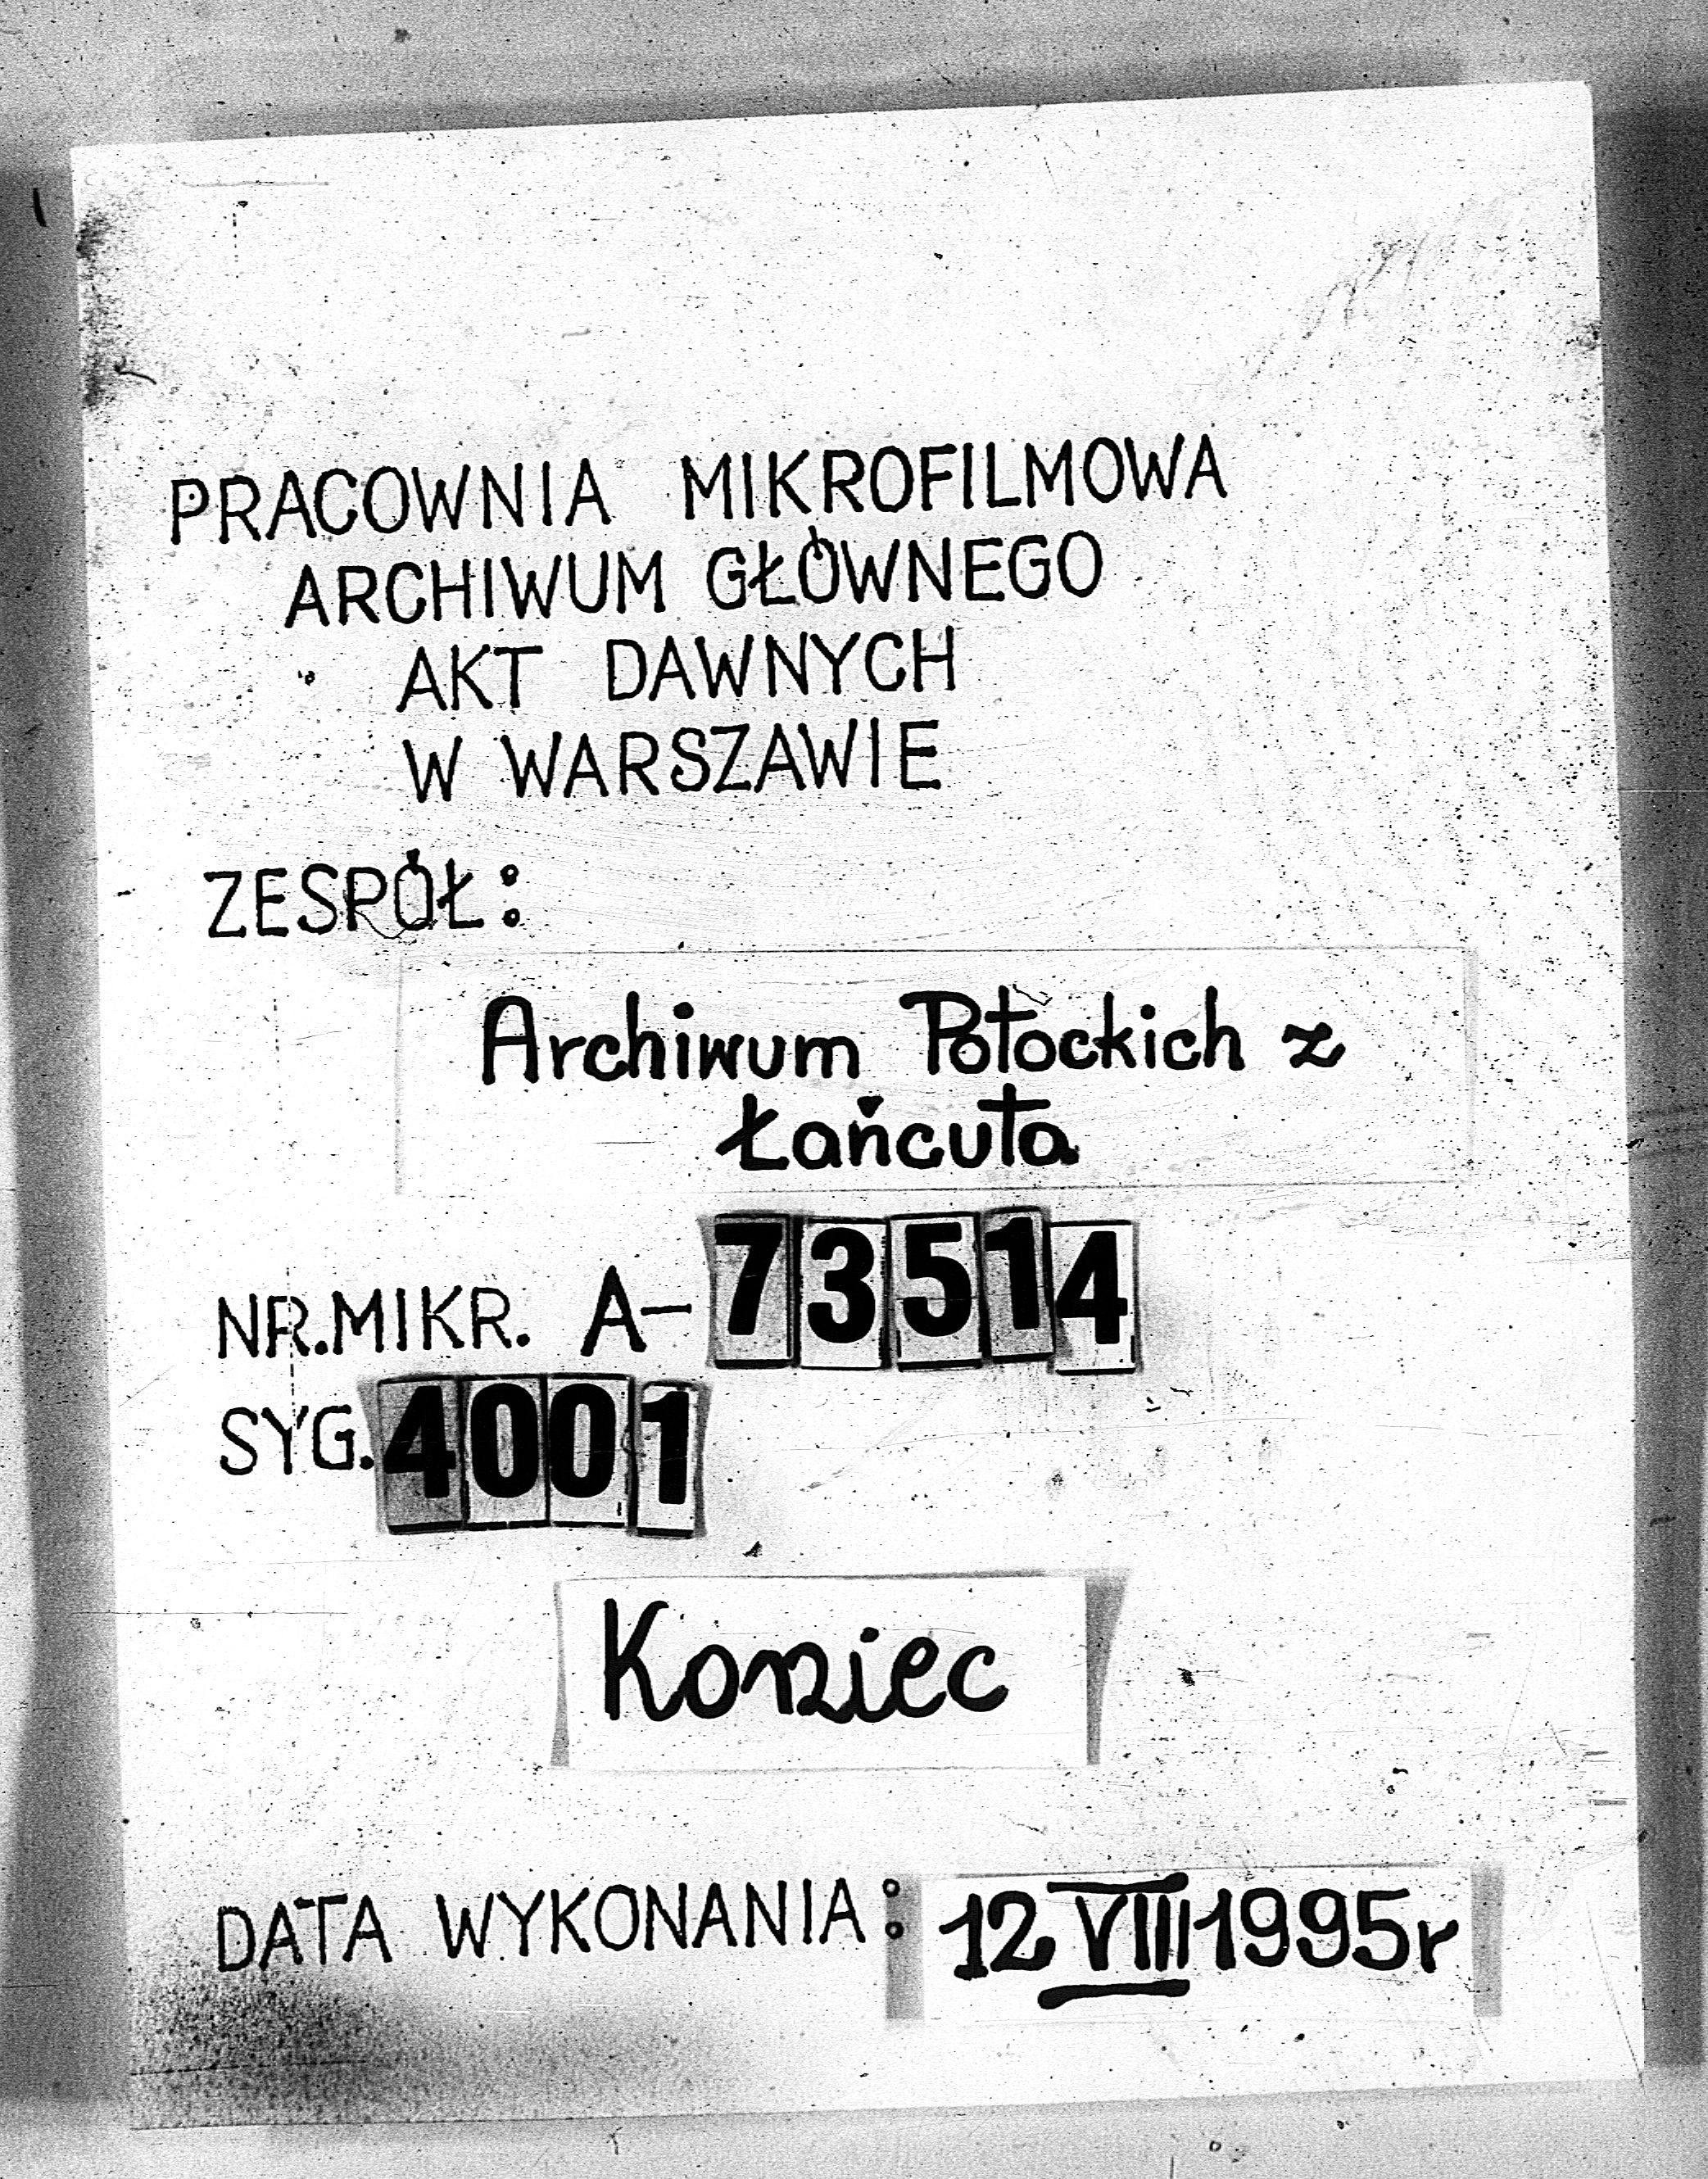 PRACOWNIA MIKROFILMOWA
ARCHIWUM GŁÓWNEGO
AKT DAWNYCH
W WARSZAWIE
ZESPÓŁ:
Archiwum Potockich z
Łańcuta
NR.MIKR. A-73514
SYG.4001
Koniec
DATA WYKONANIA: 12 VIII 1995r